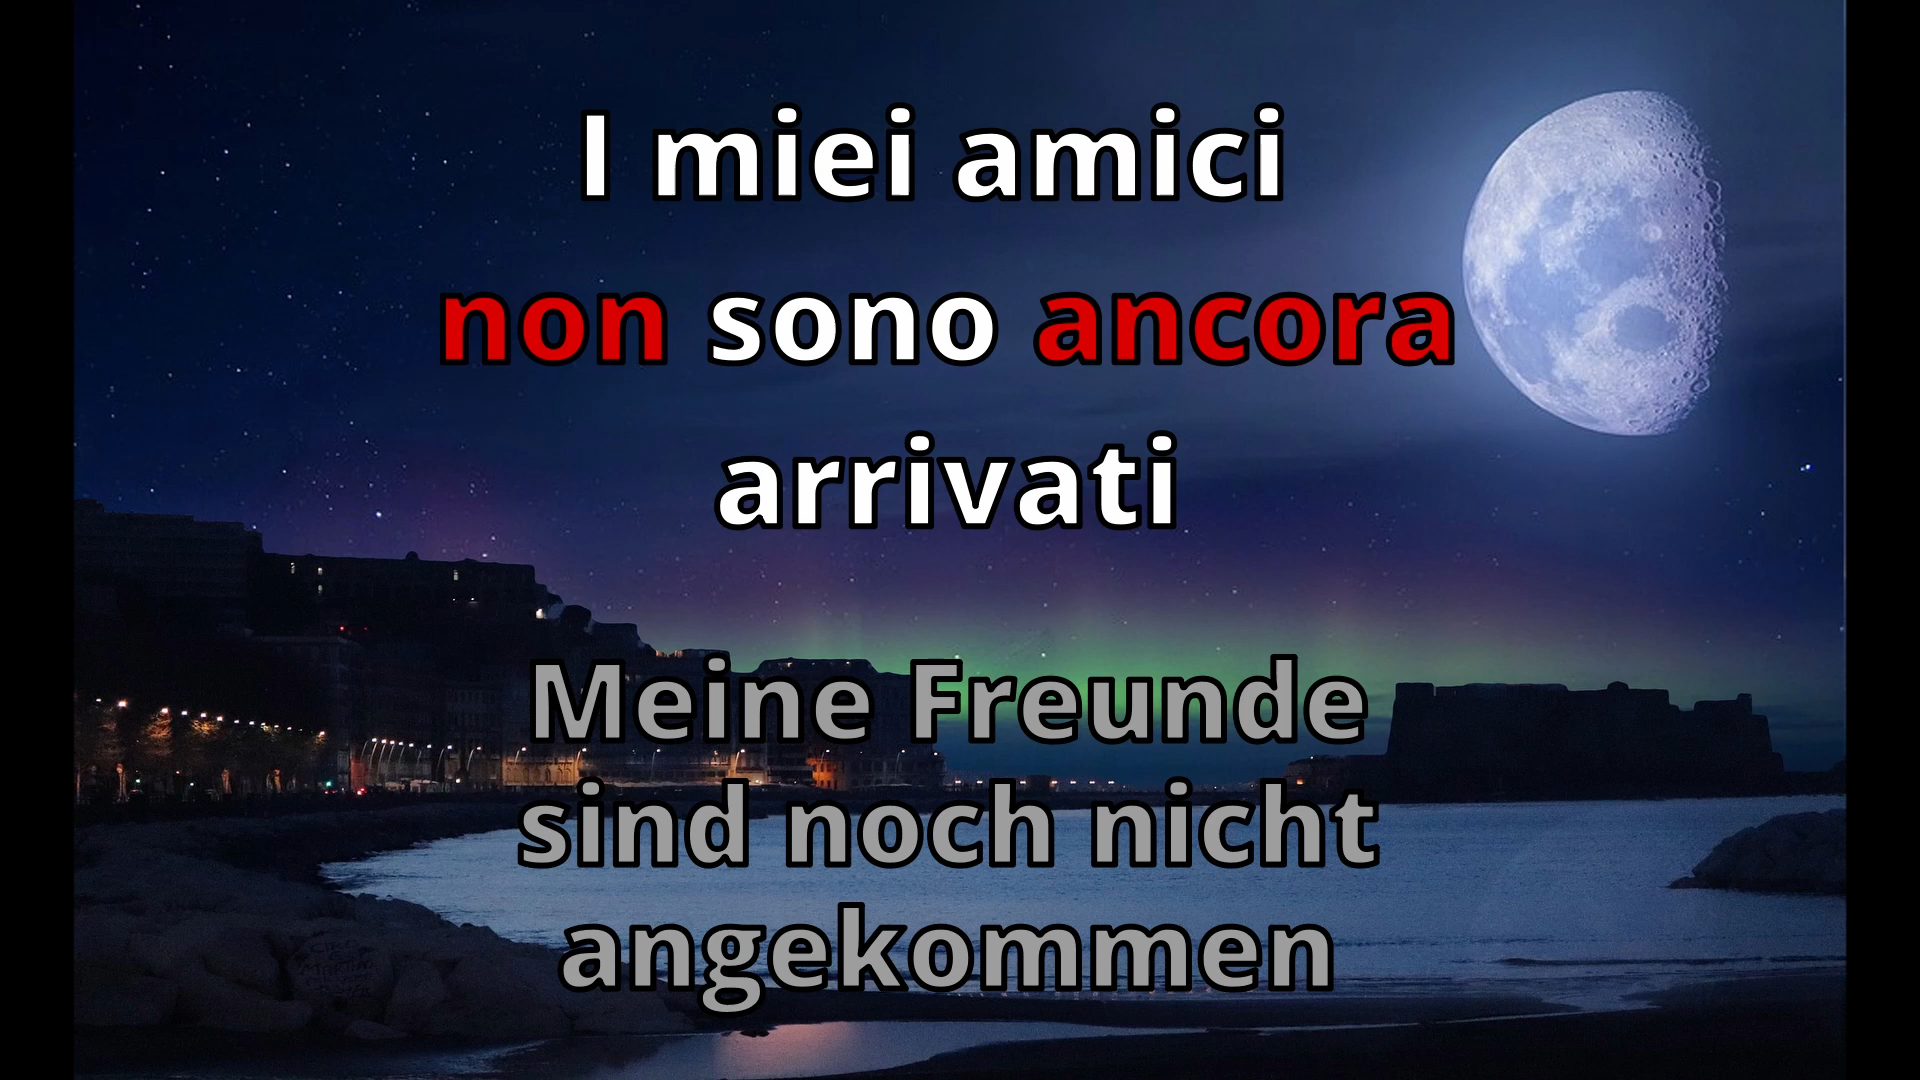 I miei amici
non sono ancora
arrivati
Meine Freunde
sind noch nicht
angekommen